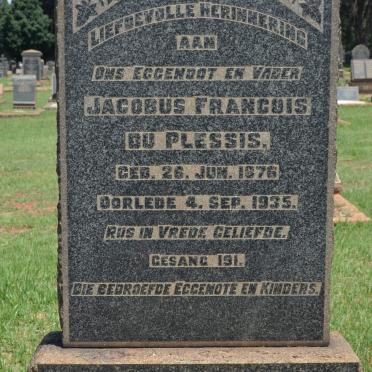 LIEFDEVOLLE HERINNERING
AAN
ONS EGGENOOT EN VADER
JACOBUS FRANCOIS
DU PLESSIS.
GEB. 26. JUN. 1876
OORLEDE 4. SEP. 1935.
RUS IN VREDE GELIEFDE.
GESANG 191.
DIE BEDROEFDE EGGENOTE EN KINDERS.